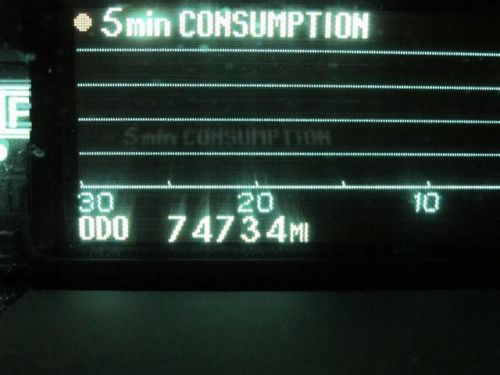 5min CONSUMPTION
E
5min CONSUMPTION
30 20 10
ODO 74734MI